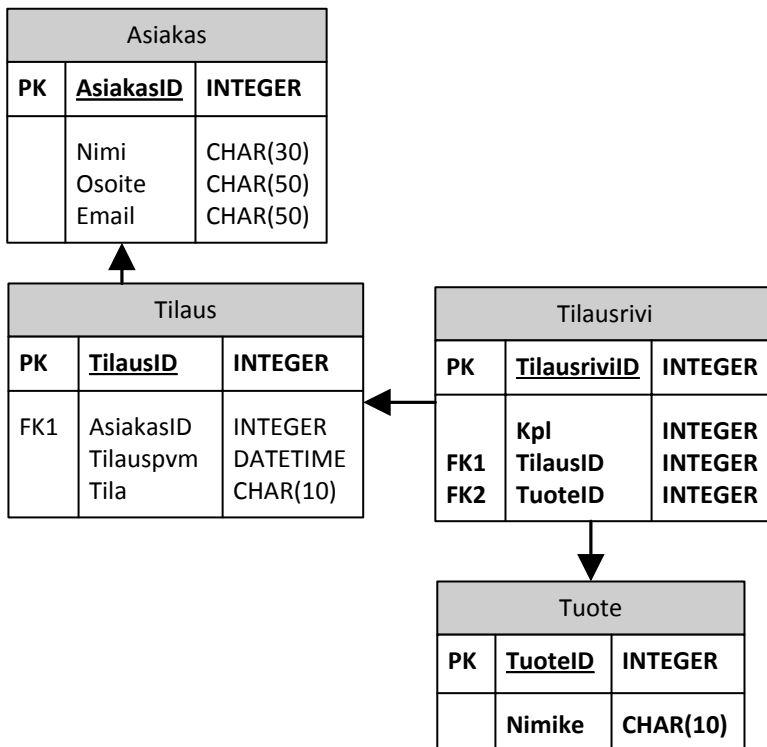 Asiakas
PK AsiakasID INTEGER
Nimi CHAR(30)
Osoite CHAR(50)
Email CHAR(50)
Tilaus
PK TilausID INTEGER
FK1 AsiakasID INTEGER
Tilauspvm DATETIME
Tila CHAR(10)
Tilausrivi
PK TilausriviID INTEGER
Kpl INTEGER
FK1 TilausID INTEGER
FK2 TuoteID INTEGER
Tuote
PK TuoteID INTEGER
Nimike CHAR(10)